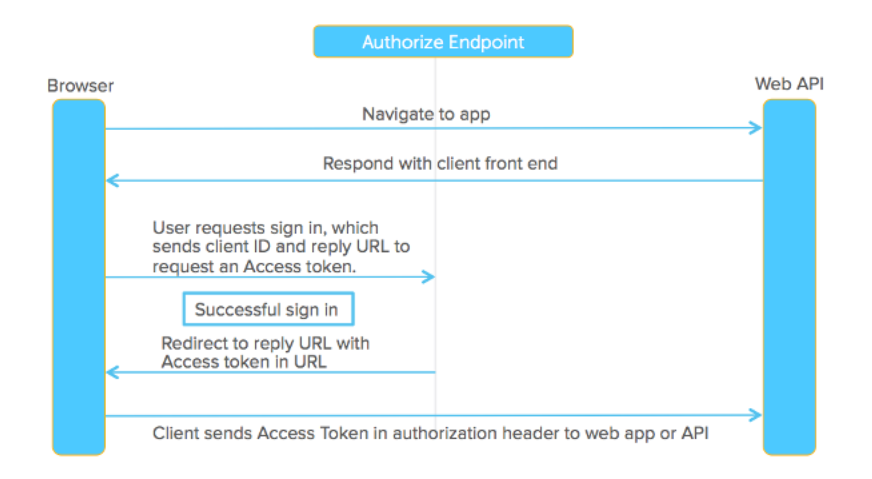 Authorize Endpoint
Browser
Web API
Navigate to app
Respond with client front end
User requests sign in, which
sends client ID and reply URL to
request an Access token.
Successful sign in
Redirect to reply URL with
Access token in URL
Client sends Access Token in authorization header to web app or API